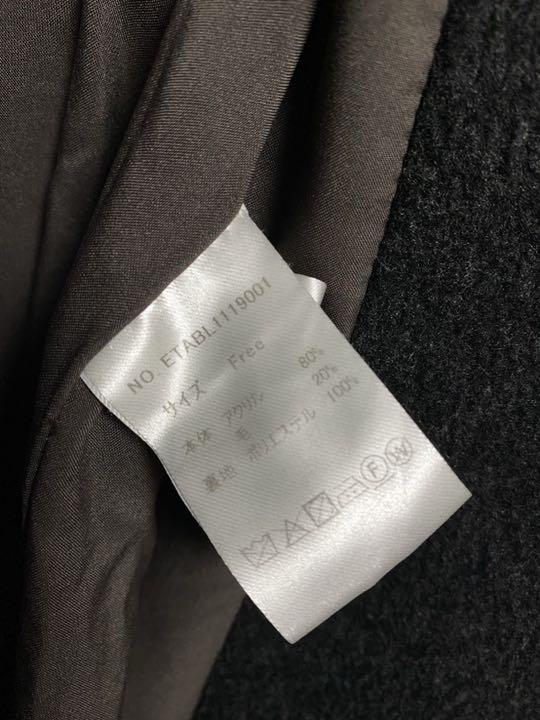 NO. ETABL1119001
サイズ Free
本体 アクリル 80%
毛 20%
裏地 ポリエステル 100%
F W